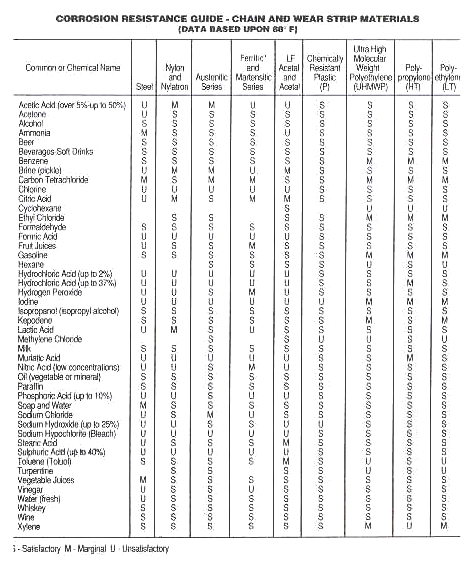 CORROSION RESISTANCE GUIDE - CHAIN AND WEAR STRIP MATERIALS
(DATA BASED UPON 68° F)
Common or Chemical Name Steel Nylon and Nylatron Austenitic Series Ferritic and Martensitic Series LF Acetal and Acetal Chemically Resistant Plastic (P) Ultra High Molecular Weight Polyethylene (UHMWP) Poly-propylene (HT) Poly-ethylene (LT)
Acetic Acid (over 5%-up to 50%) U M M U U S S S S
Acetone S S S S S S S S S
Alcohol S S S S S S S S S
Ammonia M S S S U S S S S
Beer S S S S S S S S S
Beverages-Soft Drinks S S S S S S S S S
Benzene S S S S S S M M M
Brine (pickle) U M M U M S S S S
Carbon Tetrachloride M S M M S S M M M
Chlorine U U U U U S
Citric Acid U M S M M S S S S
Cyclohexane S U U U
Ethyl Chloride S S S S M M M
Formaldehyde S S S S S S S S S
Formic Acid U U U U U S S S S
Fruit Juices U S S M S S S S S
Gasoline S S S S S S M M M
Hexane S S S S U S U
Hydrochloric Acid (up to 2%) U U U U U S S S S
Hydrochloric Acid (up to 37%) U U U U U S S M S
Hydrogen Peroxide U U S M U S S S S
Iodine U U U U U M M M M
Isopropanol (isopropyl alcohol) S S S S S S S S
Kepodene S S S S S S M S M
Lactic Acid U M S U S S S S S
Methylene Chloride S S U U S U
Milk S S S S S S S S S
Muriatic Acid U U U U U S S M S
Nitric Acid (low concentrations) U U S M U S S S S
Oil (vegetable or mineral) S S S S S S S S S
Paraffin S S S S S S S S S
Phosphoric Acid (up to 10%) U U S U U S S S S
Soap and Water M S S S S S S S S
Sodium Chloride U S M U S S S S S
Sodium Hydroxide (up to 25%) U U S S U U S S S
Sodium Hypochlorite (Bleach) U U U U U S S S S
Stearic Acid U S S S M S S S S
Sulphuric Acid (up to 40%) U U U U U S S S S
Toluene (Toluol) S S S S M S U S U
Turpentine S S S S U U U
Vegetable Juices M S S S S S S S S
Vinegar U S S U S S S S S
Water (fresh) U S S S S S S S S
Whiskey S S S S S S S S S
Wine S S S S S S S S S
Xylene S S S S S S M U M
S - Satisfactory M - Marginal U - Unsatisfactory